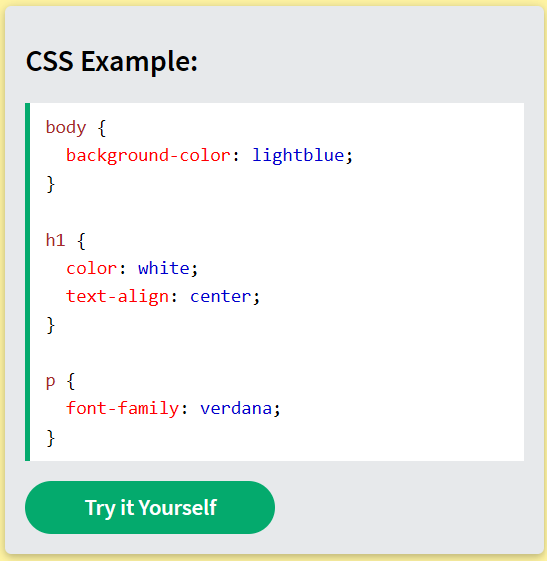 CSS Example:
body {
  background-color: lightblue;
}
h1 {
  color: white;
  text-align: center;
}
p {
  font-family: verdana;
}
Try it Yourself